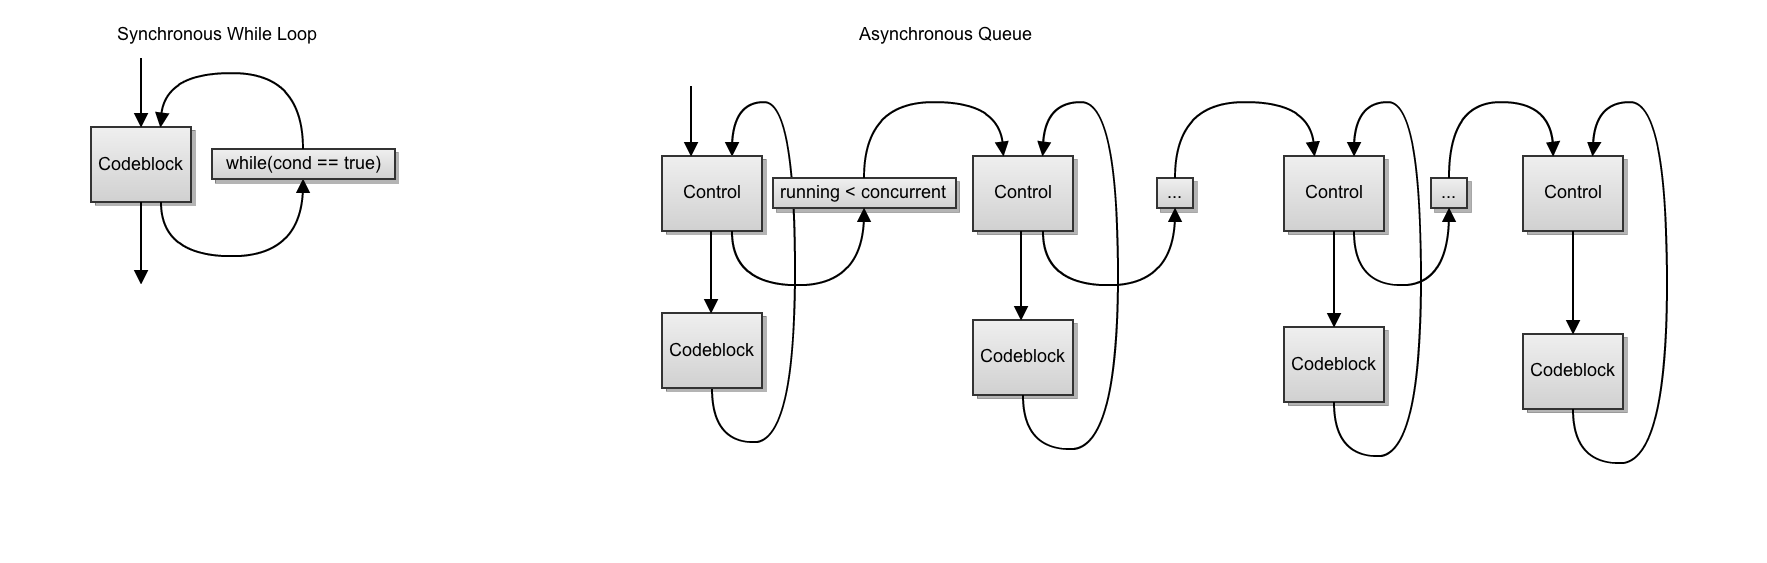 Synchronous While Loop
Codeblock
while(cond == true)
Asynchronous Queue
Control
running < concurrent
Control
...
Control
...
Control
Codeblock
Codeblock
Codeblock
Codeblock